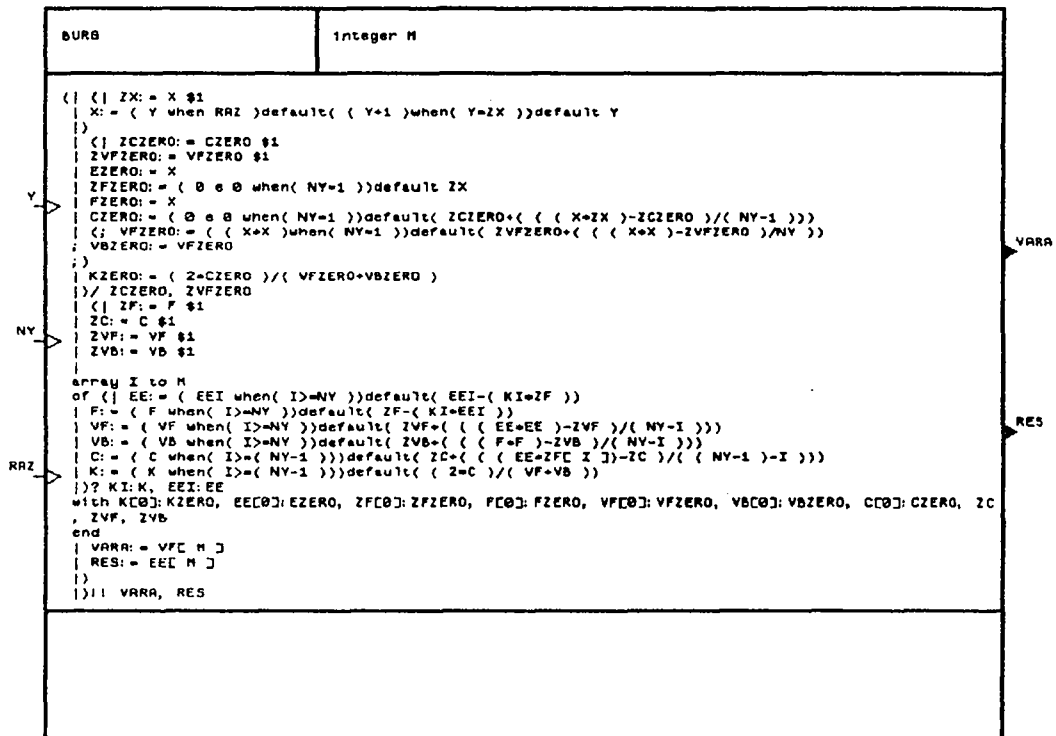 BURG
integer M
(| (| ZX: = X $1
| X: = ( Y when RAZ )default( ( Y+1 )when( Y=ZX ))default Y
|)
| (| ZCZERO: = CZERO $1
| ZVFZERO: = VFZERO $1
| EZERO: = X
| ZFZERO: = ( 0 e 0 when( NY=1 ))default ZX
Y
| FZERO: = X
| CZERO: = ( 0 e 0 when( NY=1 ))default( ZCZERO+( ( ( X*ZX )-ZCZERO )/( NY-1 )))
| (; VFZERO: = ( ( X*X )when( NY=1 ))default( ZVFZERO+( ( ( X*X )-ZVFZERO )/NY ))
; VBZERO: = VFZERO
VARA
;)
| KZERO: = ( 2*CZERO )/( VFZERO+VBZERO )
|)/ ZCZERO, ZVFZERO
| (| ZF: = F $1
| ZC: = C $1
NY
| ZVF: = VF $1
| ZVB: = VB $1
|
array I to M
of (| EE: = ( EEI when( I>=NY ))default( EEI-( KI*ZF ))
| F: = ( F when( I>=NY ))default( ZF-( KI*EEI ))
| VF: = ( VF when( I>=NY ))default( ZVF+( ( ( EE*EE )-ZVF )/( NY-I )))
RES
| VB: = ( VB when( I>=NY ))default( ZVB+( ( ( F*F )-ZVB )/( NY-I )))
| C: = ( C when( I>=( NY-1 )))default( ZC+( ( ( EE*ZF[ I ])-ZC )/( ( NY-1 )-I )))
RAZ
| K: = ( K when( I>=( NY-1 )))default( ( 2*C )/( VF+VB ))
|)? KI: K, EEI: EE
with K[0]: KZERO, EE[0]: EZERO, ZF[0]: ZFZERO, F[0]: FZERO, VF[0]: VFZERO, VB[0]: VBZERO, C[0]: CZERO, ZC
, ZVF, ZVB
end
| VARA: = VF[ M ]
| RES: = EE[ M ]
|)
|)!! VARA, RES